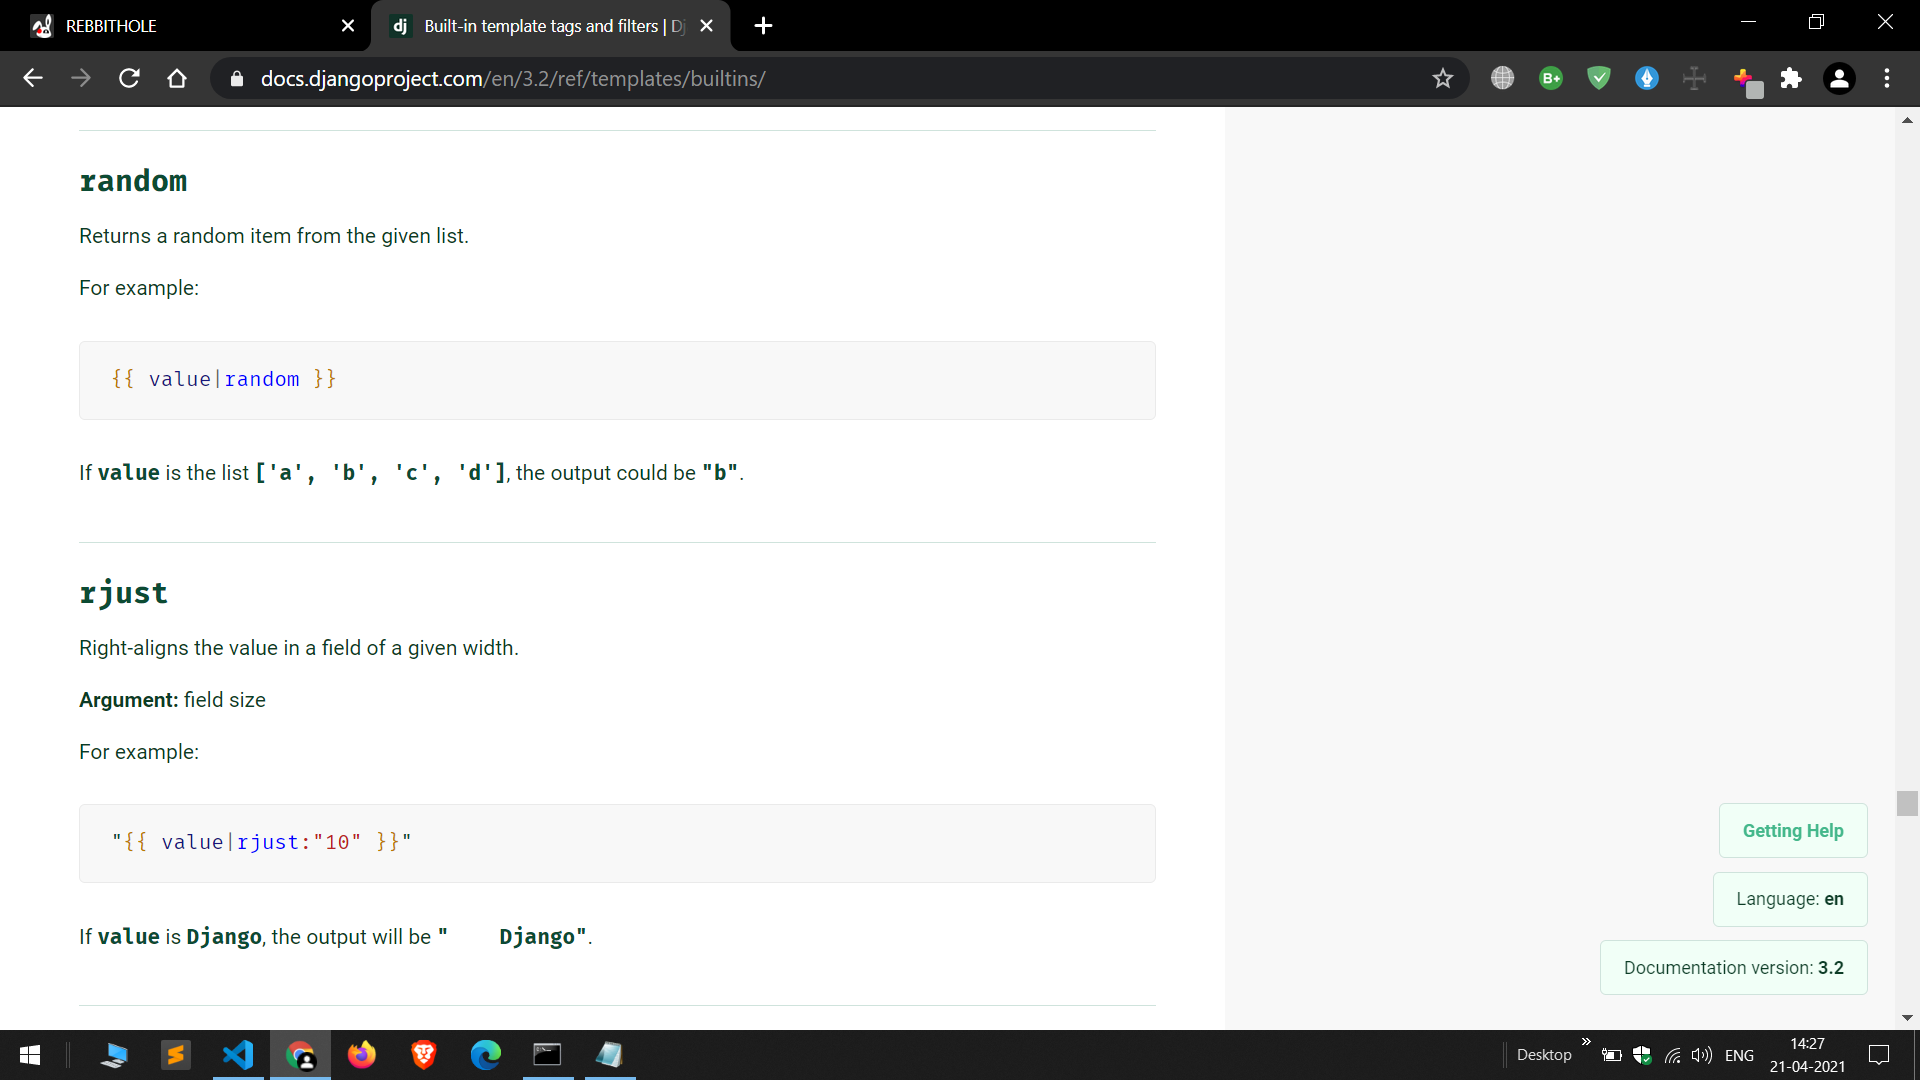 REBBITHOLE
dj Built-in template tags and filters | Dj
docs.djangoproject.com/en/3.2/ref/templates/builtins/
B+
random
Returns a random item from the given list.
For example:
{{ value|random }}
If value is the list ['a', 'b', 'c', 'd'], the output could be "b".
rjust
Right-aligns the value in a field of a given width.
Argument: field size
For example:
"{{ value|rjust:"10" }}"
If value is Django, the output will be "    Django".
Getting Help
Language: en
Documentation version: 3.2
Desktop
ENG
14:27
21-04-2021